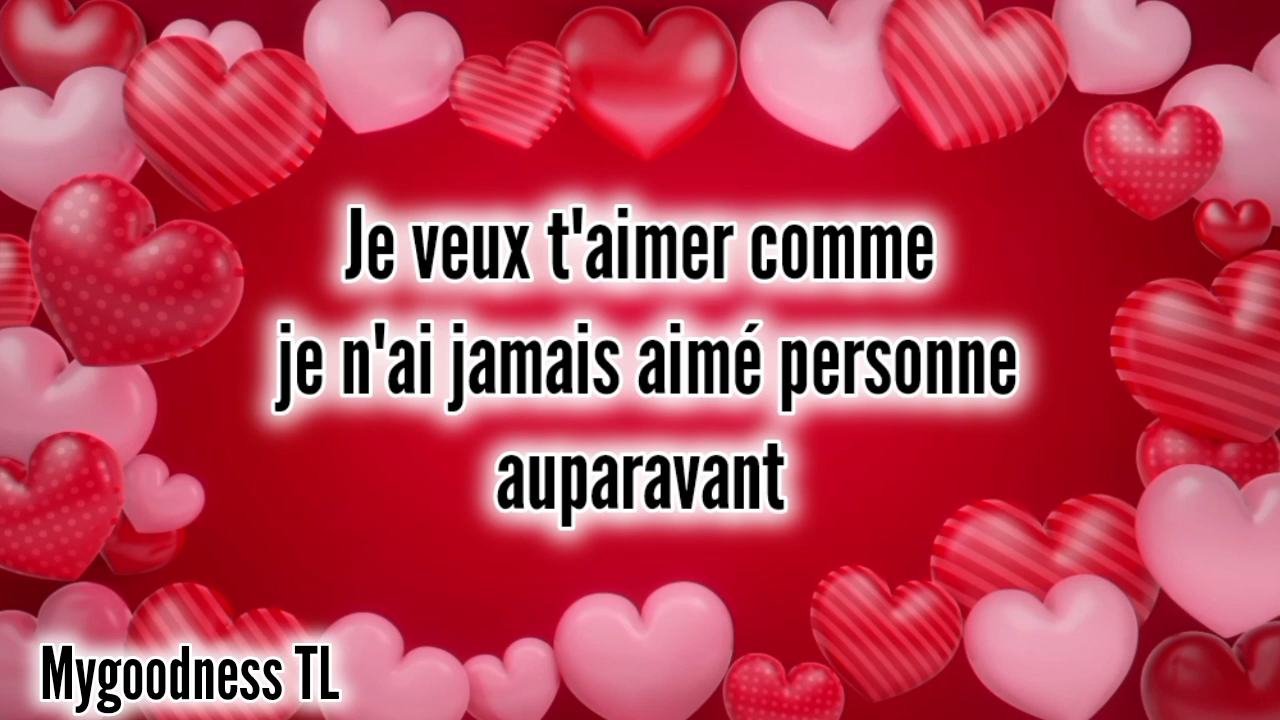 Je veux t'aimer comme
je n'ai jamais aimé personne
auparavant
Mygoodness TL